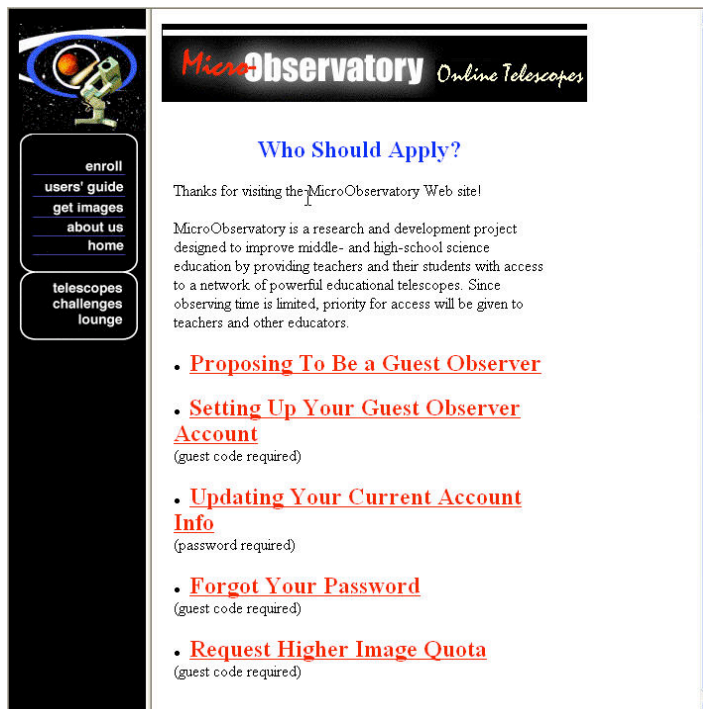 Micro-Observatory Online Telescopes
enroll
users' guide
get images
about us
home
telescopes
challenges
lounge
Who Should Apply?
Thanks for visiting the MicroObservatory Web site!
MicroObservatory is a research and development project
designed to improve middle- and high-school science
education by providing teachers and their students with access
to a network of powerful educational telescopes. Since
observing time is limited, priority for access will be given to
teachers and other educators.
• Proposing To Be a Guest Observer
• Setting Up Your Guest Observer
Account
(guest code required)
• Updating Your Current Account
Info
(password required)
• Forgot Your Password
(guest code required)
• Request Higher Image Quota
(guest code required)